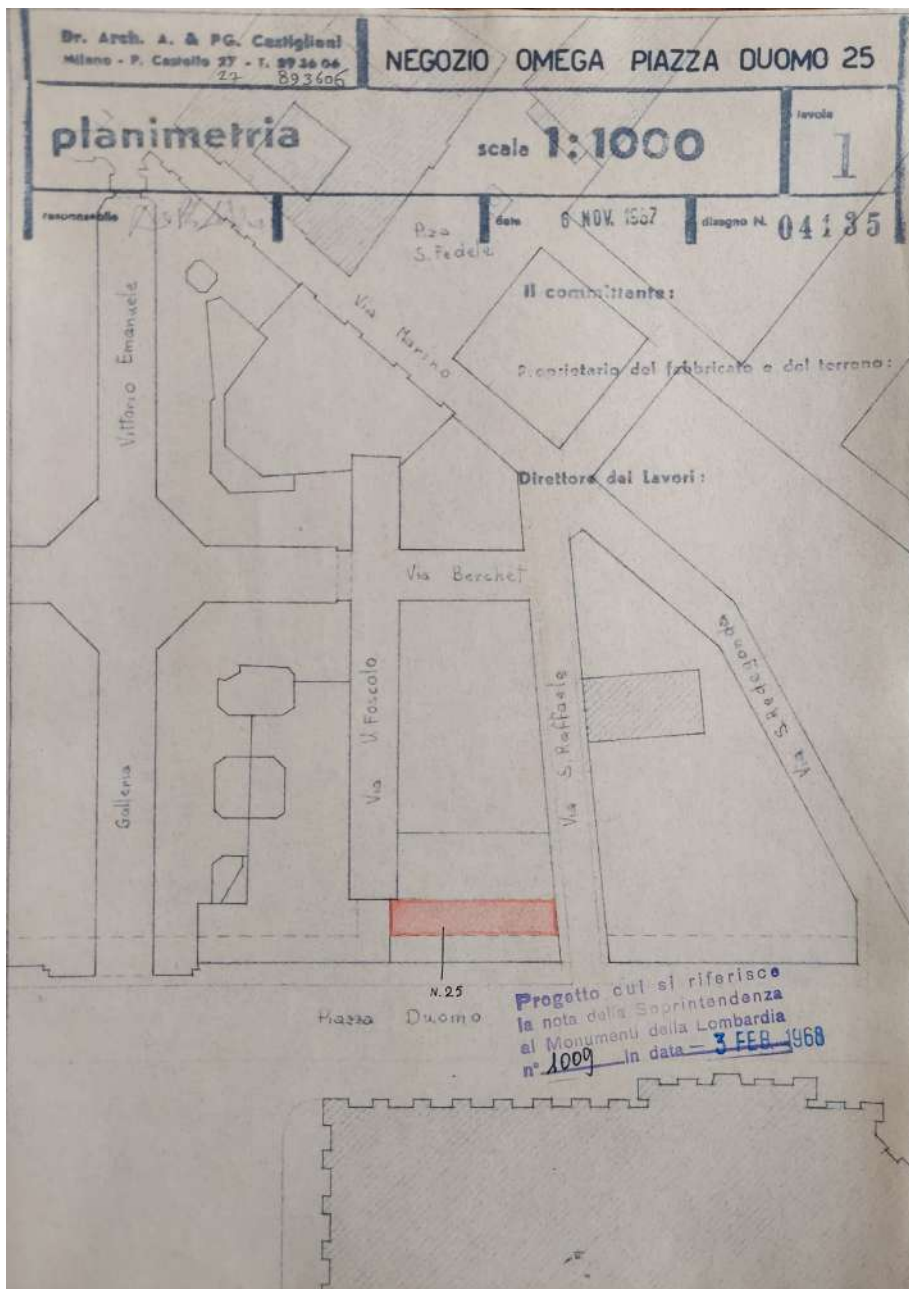 Dr. Arch. A. & PG. Castiglioni
Milano - P. Castello 27 - T. 893606
27 893606
NEGOZIO OMEGA PIAZZA DUOMO 25
planimetria
scala 1:1000
tavola
1
responsabile
data 6 NOV. 1967
disegno N. 04135
P.za
S. Fedele
Il committente:
Via Marino
Vittorio Emanuele
Proprietario del fabbricato e del terreno:
Direttore dei Lavori:
Via Berchet
Via U. Foscolo
Via S. Raffaele
Via S. Radegonda
Galleria
N. 25
Piazza Duomo
Progetto cui si riferisce
la nota della Soprintendenza
ai Monumenti della Lombardia
n° 1009 in data - 3 FEB. 1968